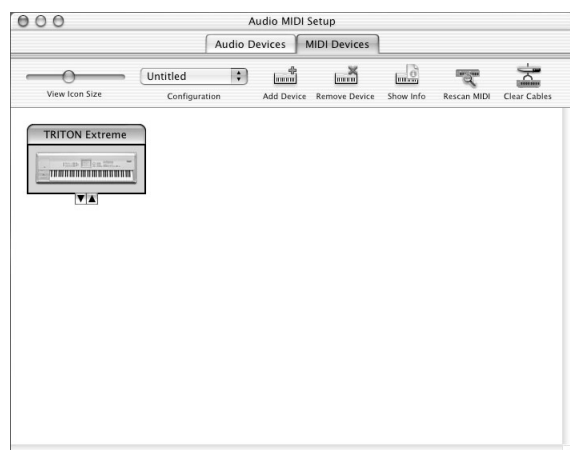 Audio MIDI Setup
Audio Devices MIDI Devices
Untitled
View Icon Size Configuration Add Device Remove Device Show Info Rescan MIDI Clear Cables
TRITON Extreme